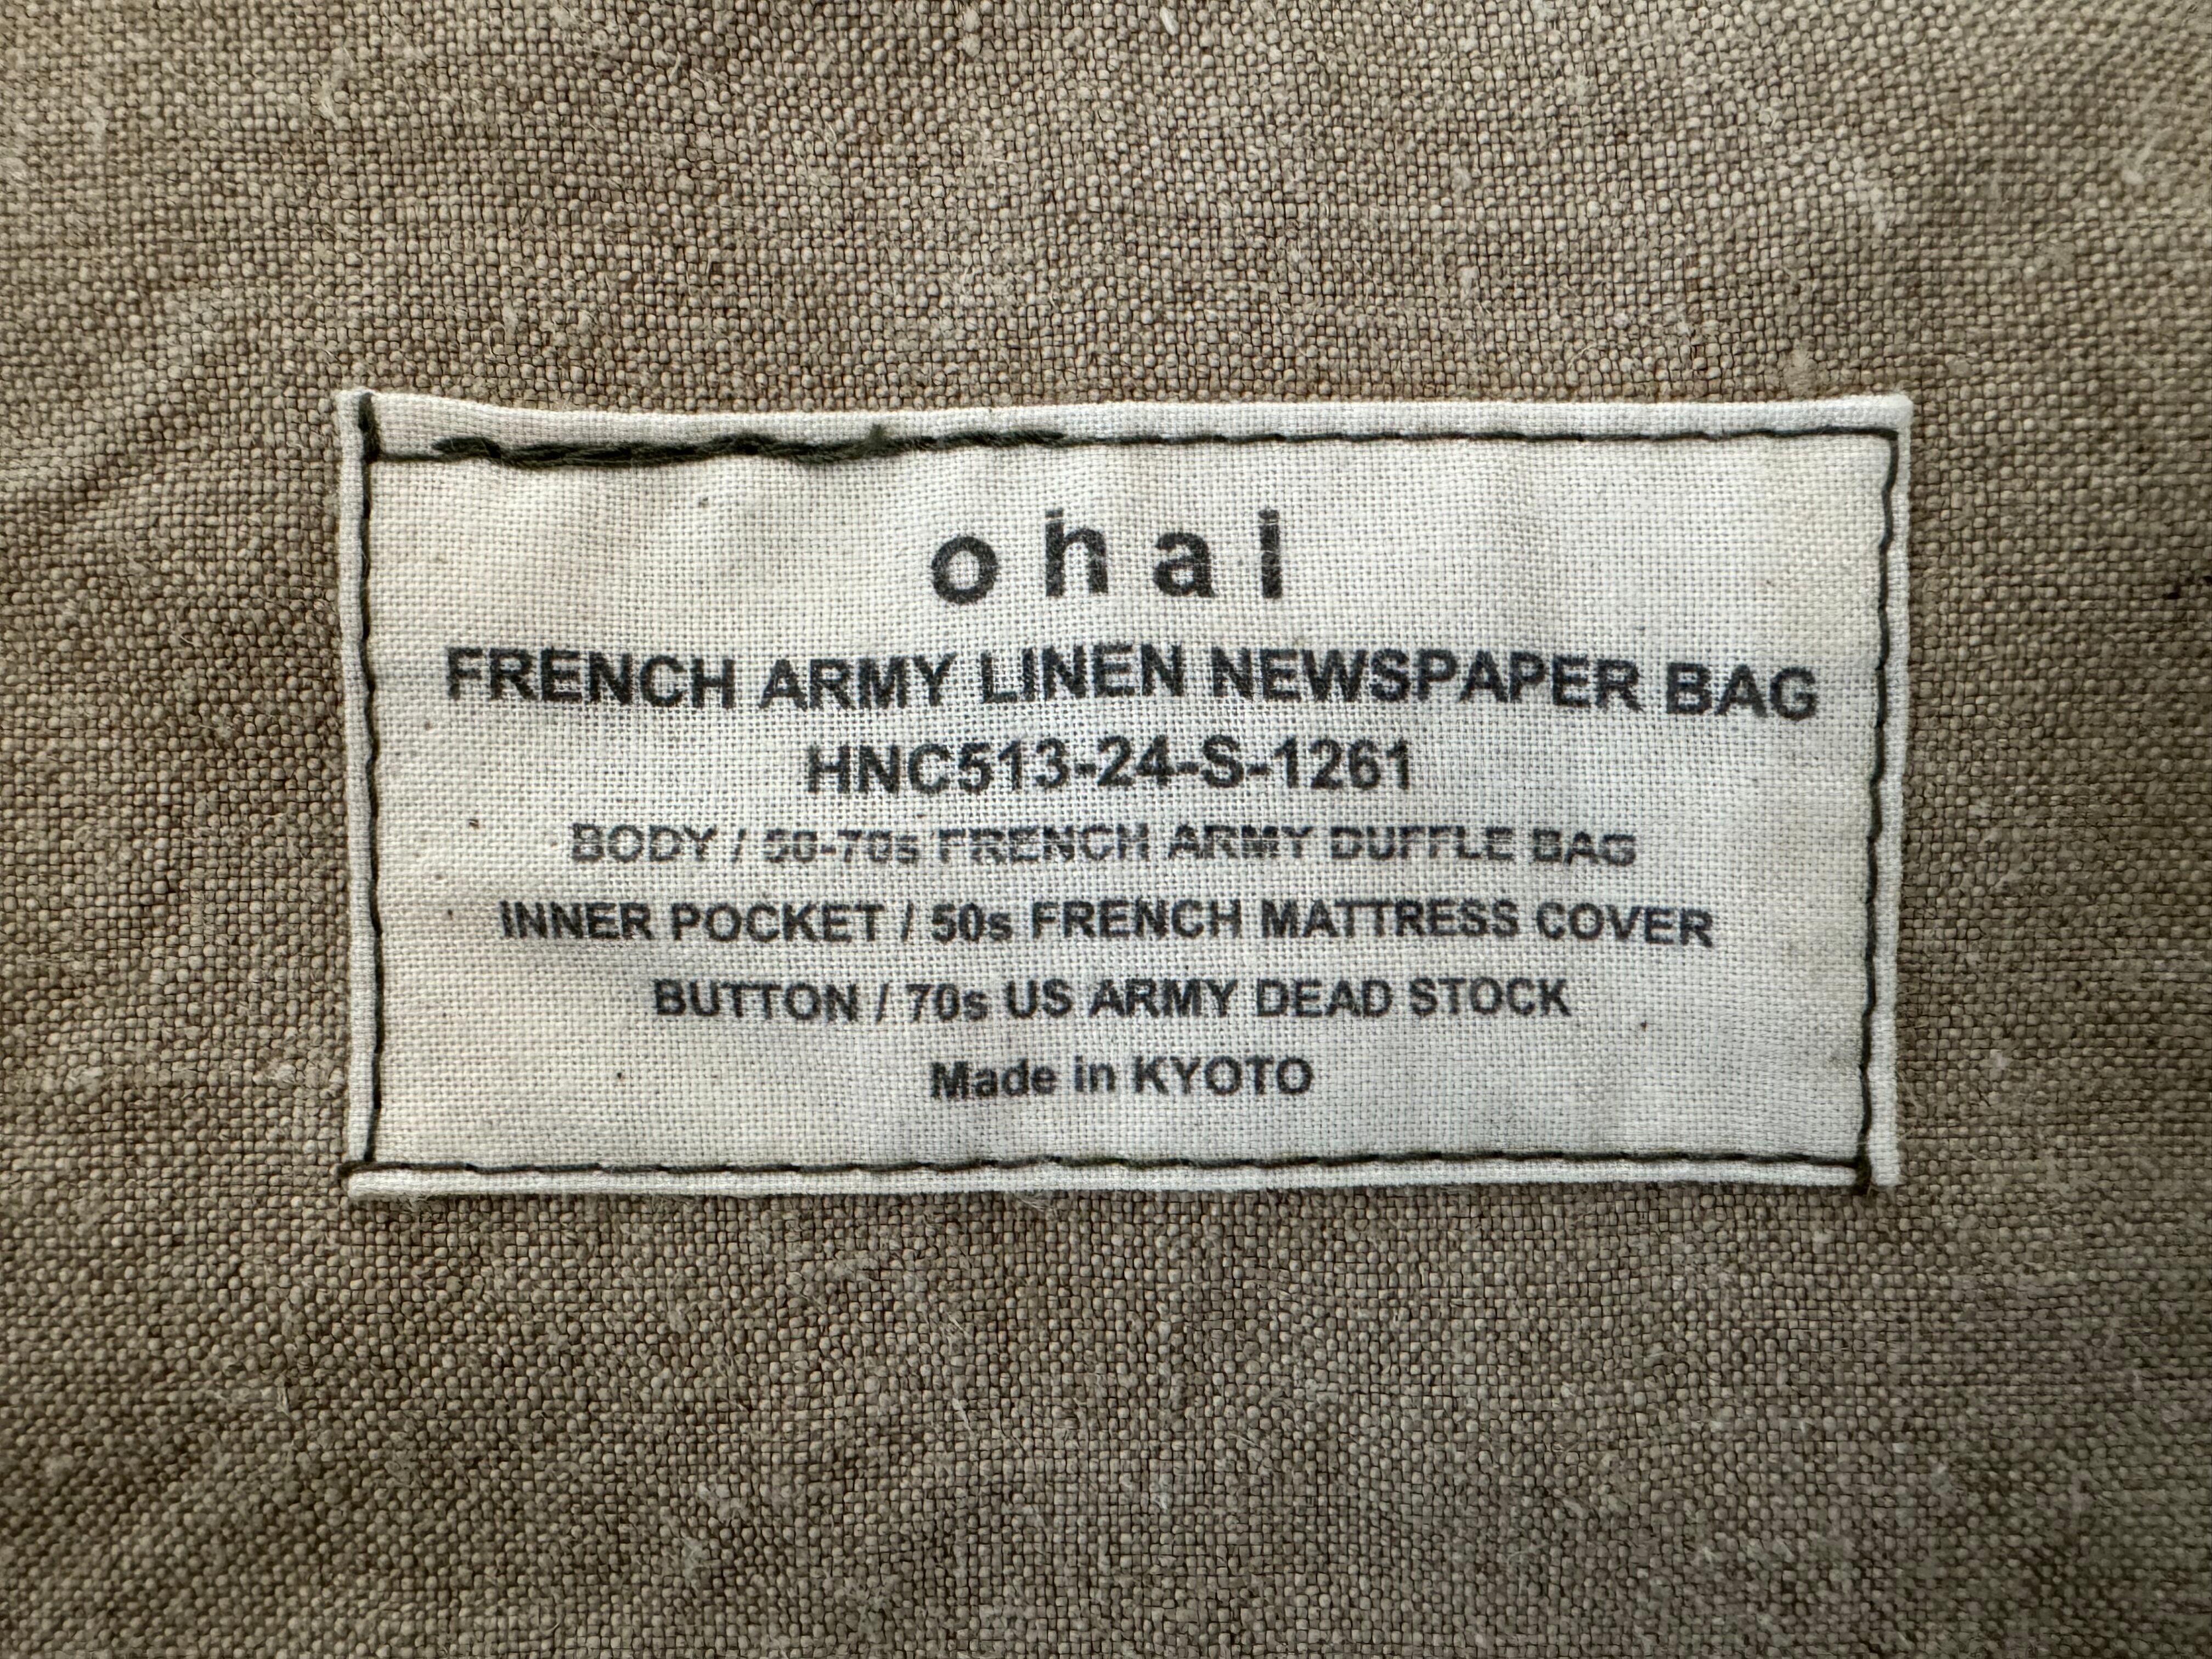 ohai
FRENCH ARMY LINEN NEWSPAPER BAG
HNC513-24-S-1261
BODY / 50-70s FRENCH ARMY DUFFLE BAG
INNER POCKET / 50s FRENCH MATTRESS COVER
BUTTON / 70s US ARMY DEAD STOCK
Made in KYOTO